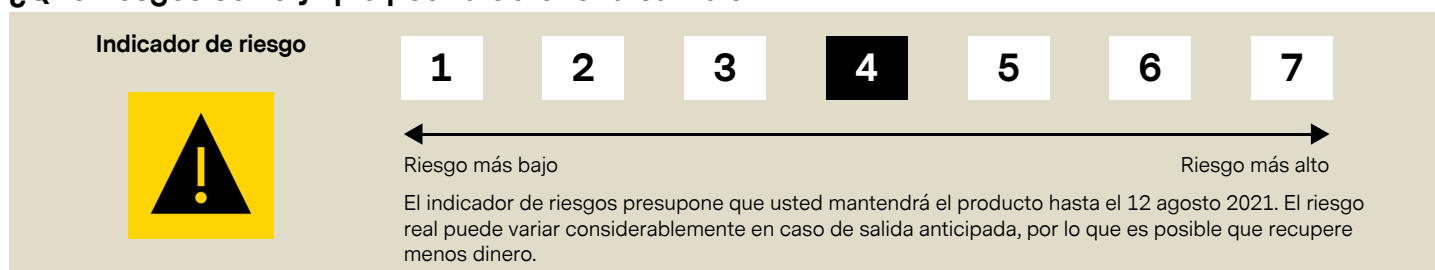 Indicador de riesgo
1 2 3 4 5 6 7
Riesgo más bajo Riesgo más alto
El indicador de riesgos presupone que usted mantendrá el producto hasta el 12 agosto 2021. El riesgo
real puede variar considerablemente en caso de salida anticipada, por lo que es posible que recupere
menos dinero.